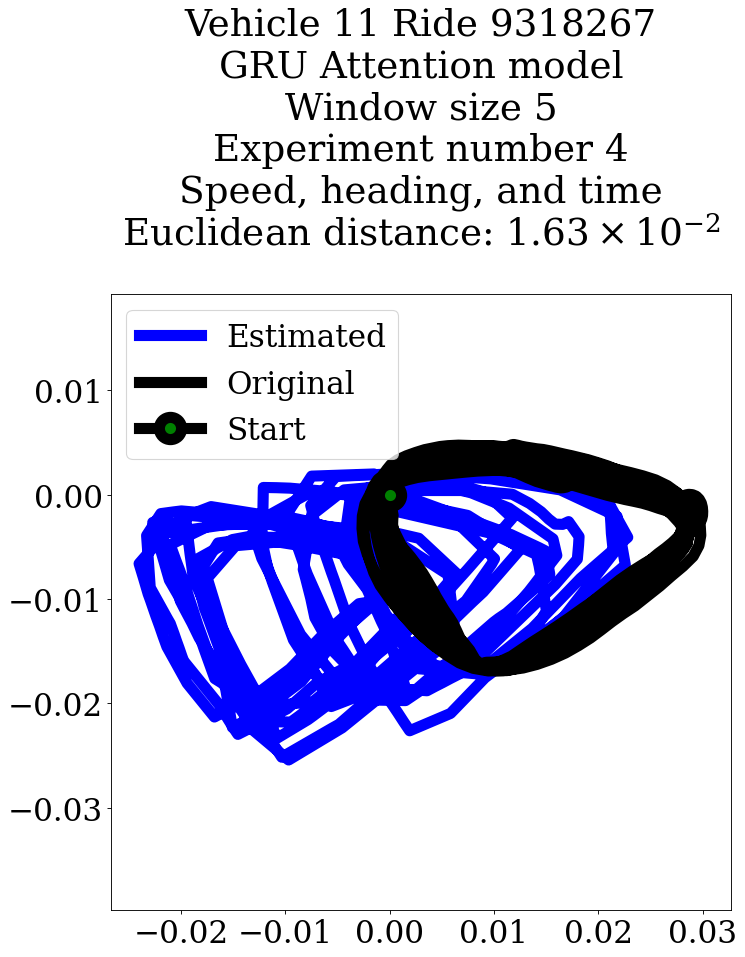 Vehicle 11 Ride 9318267
GRU Attention model
Window size 5
Experiment number 4
Speed, heading, and time
Euclidean distance: 1.63 × 10⁻²
Estimated
Original
Start
0.01
0.00
−0.01
−0.02
−0.03
−0.02 −0.01 0.00 0.01 0.02 0.03